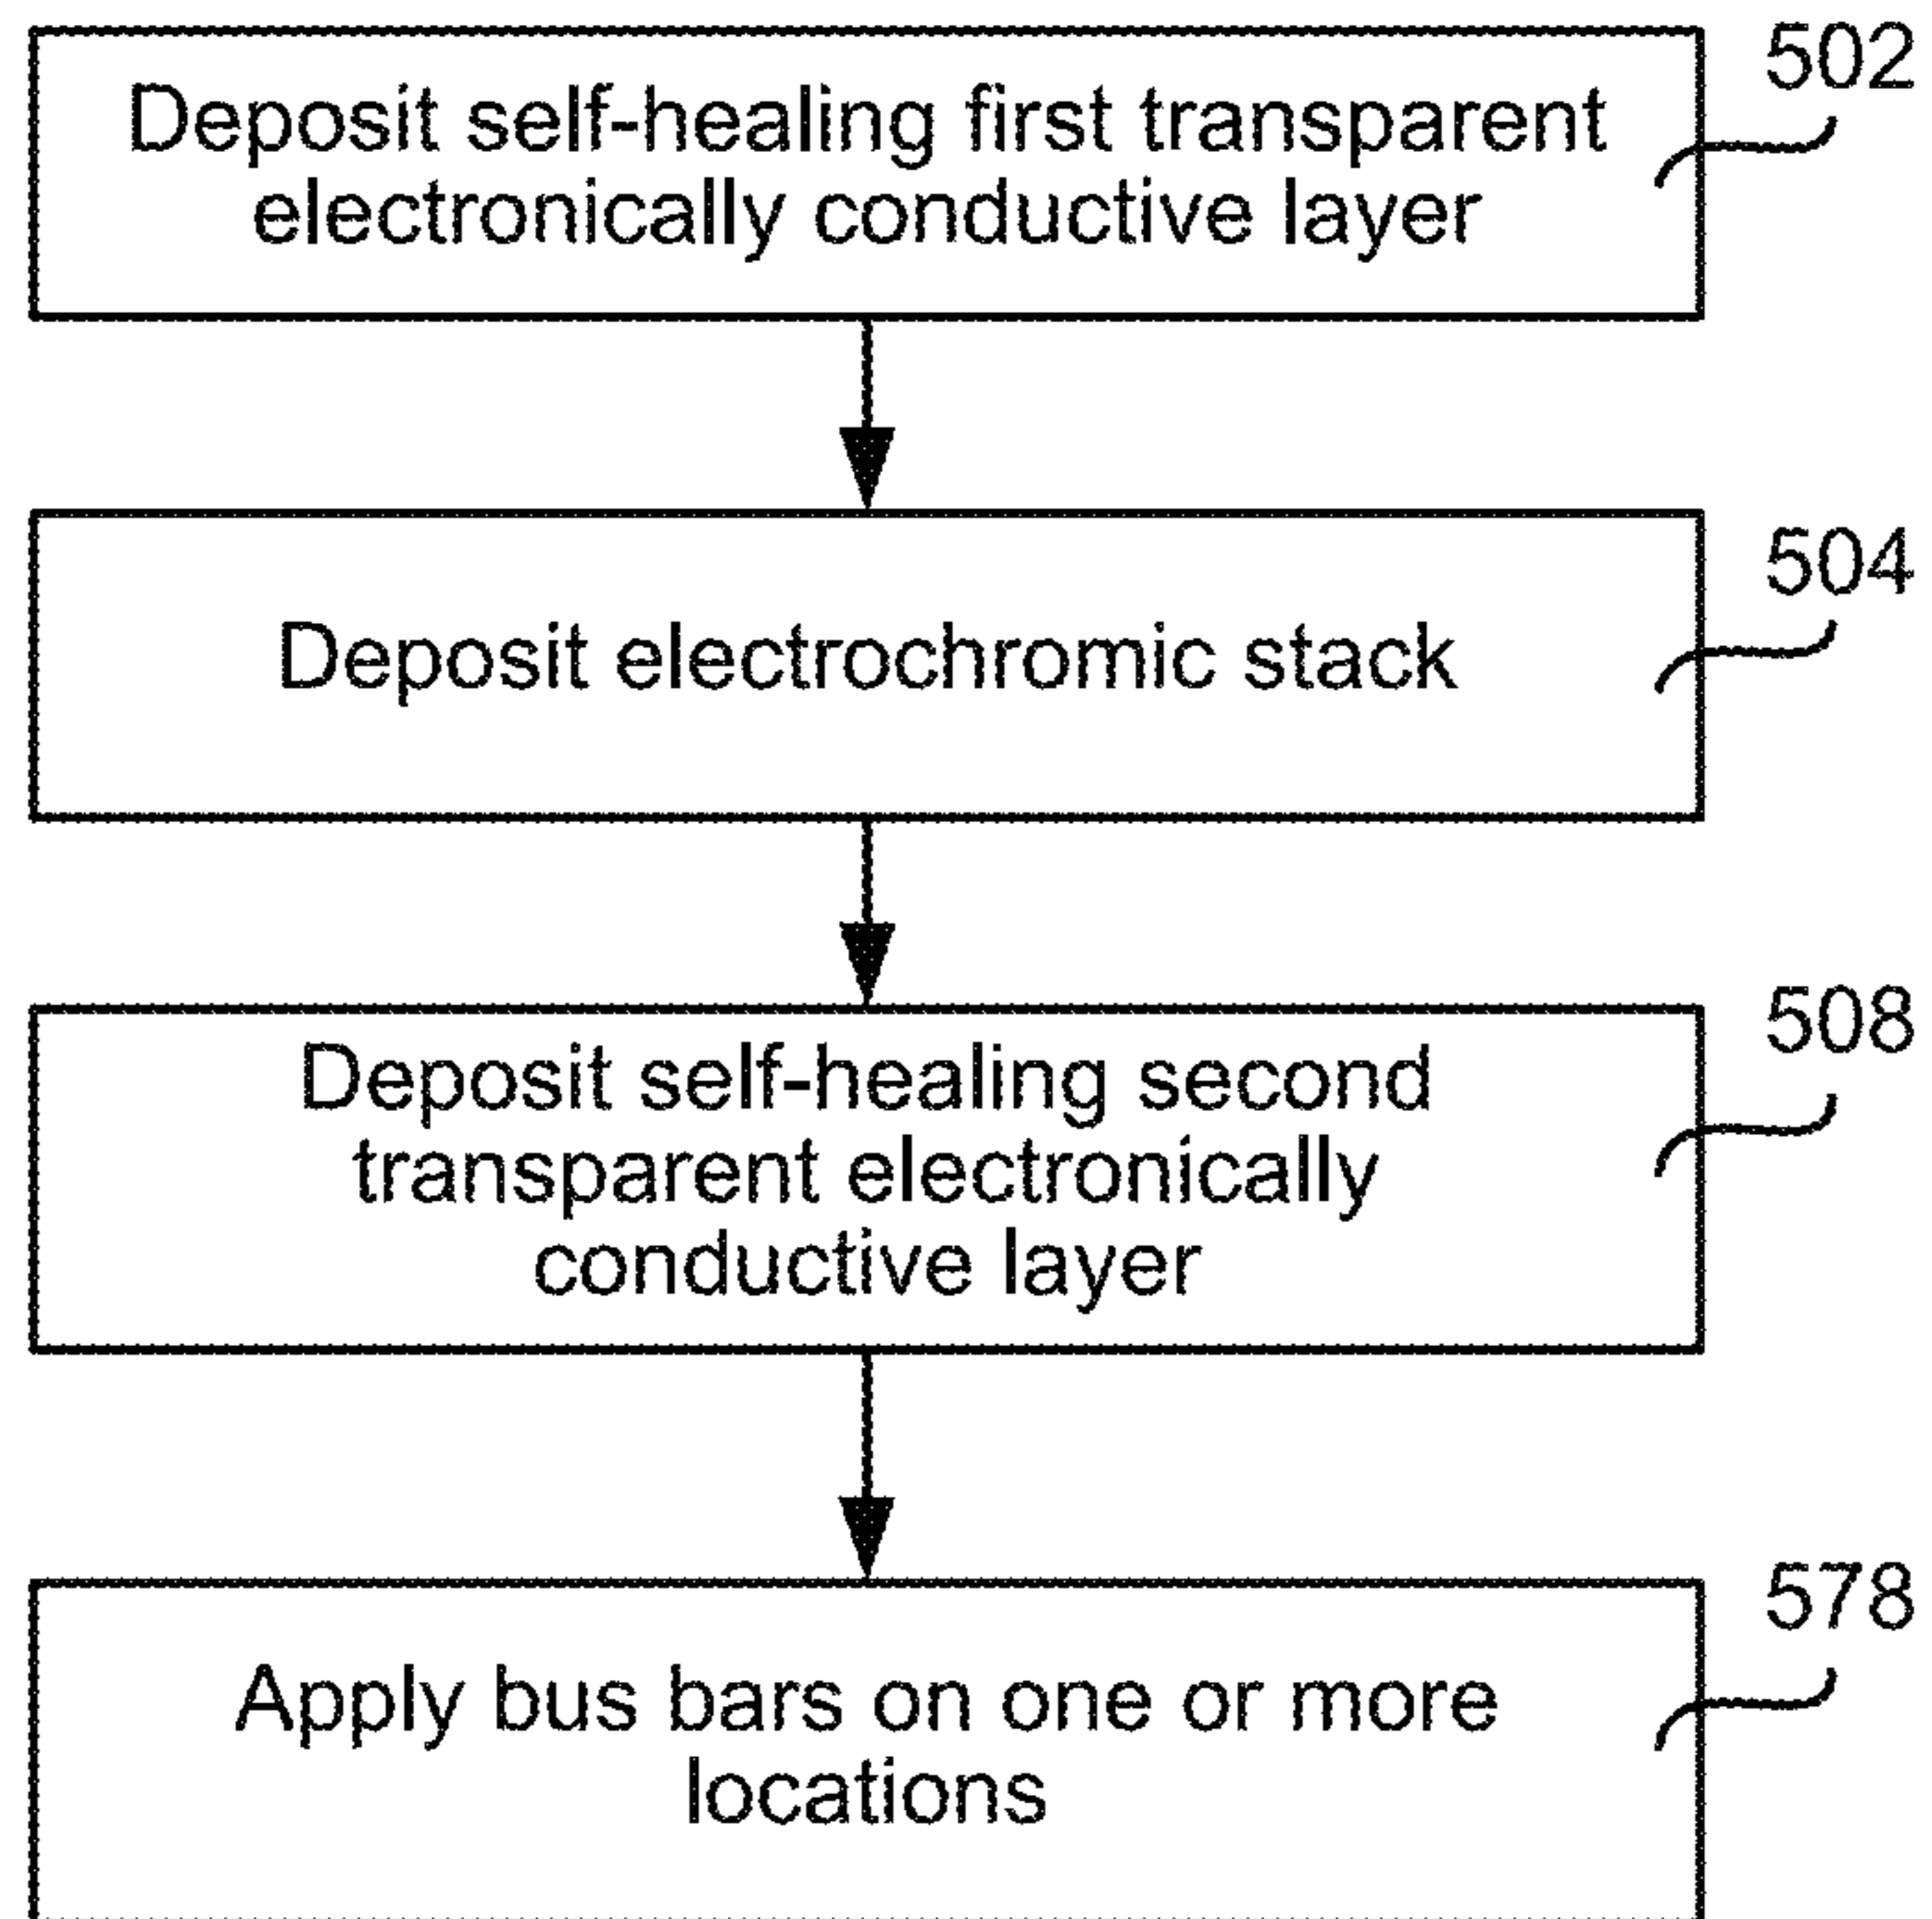 502
Deposit self-healing first transparent
electronically conductive layer
504
Deposit electrochromic stack
508
Deposit self-healing second
transparent electronically
conductive layer
578
Apply bus bars on one or more
locations